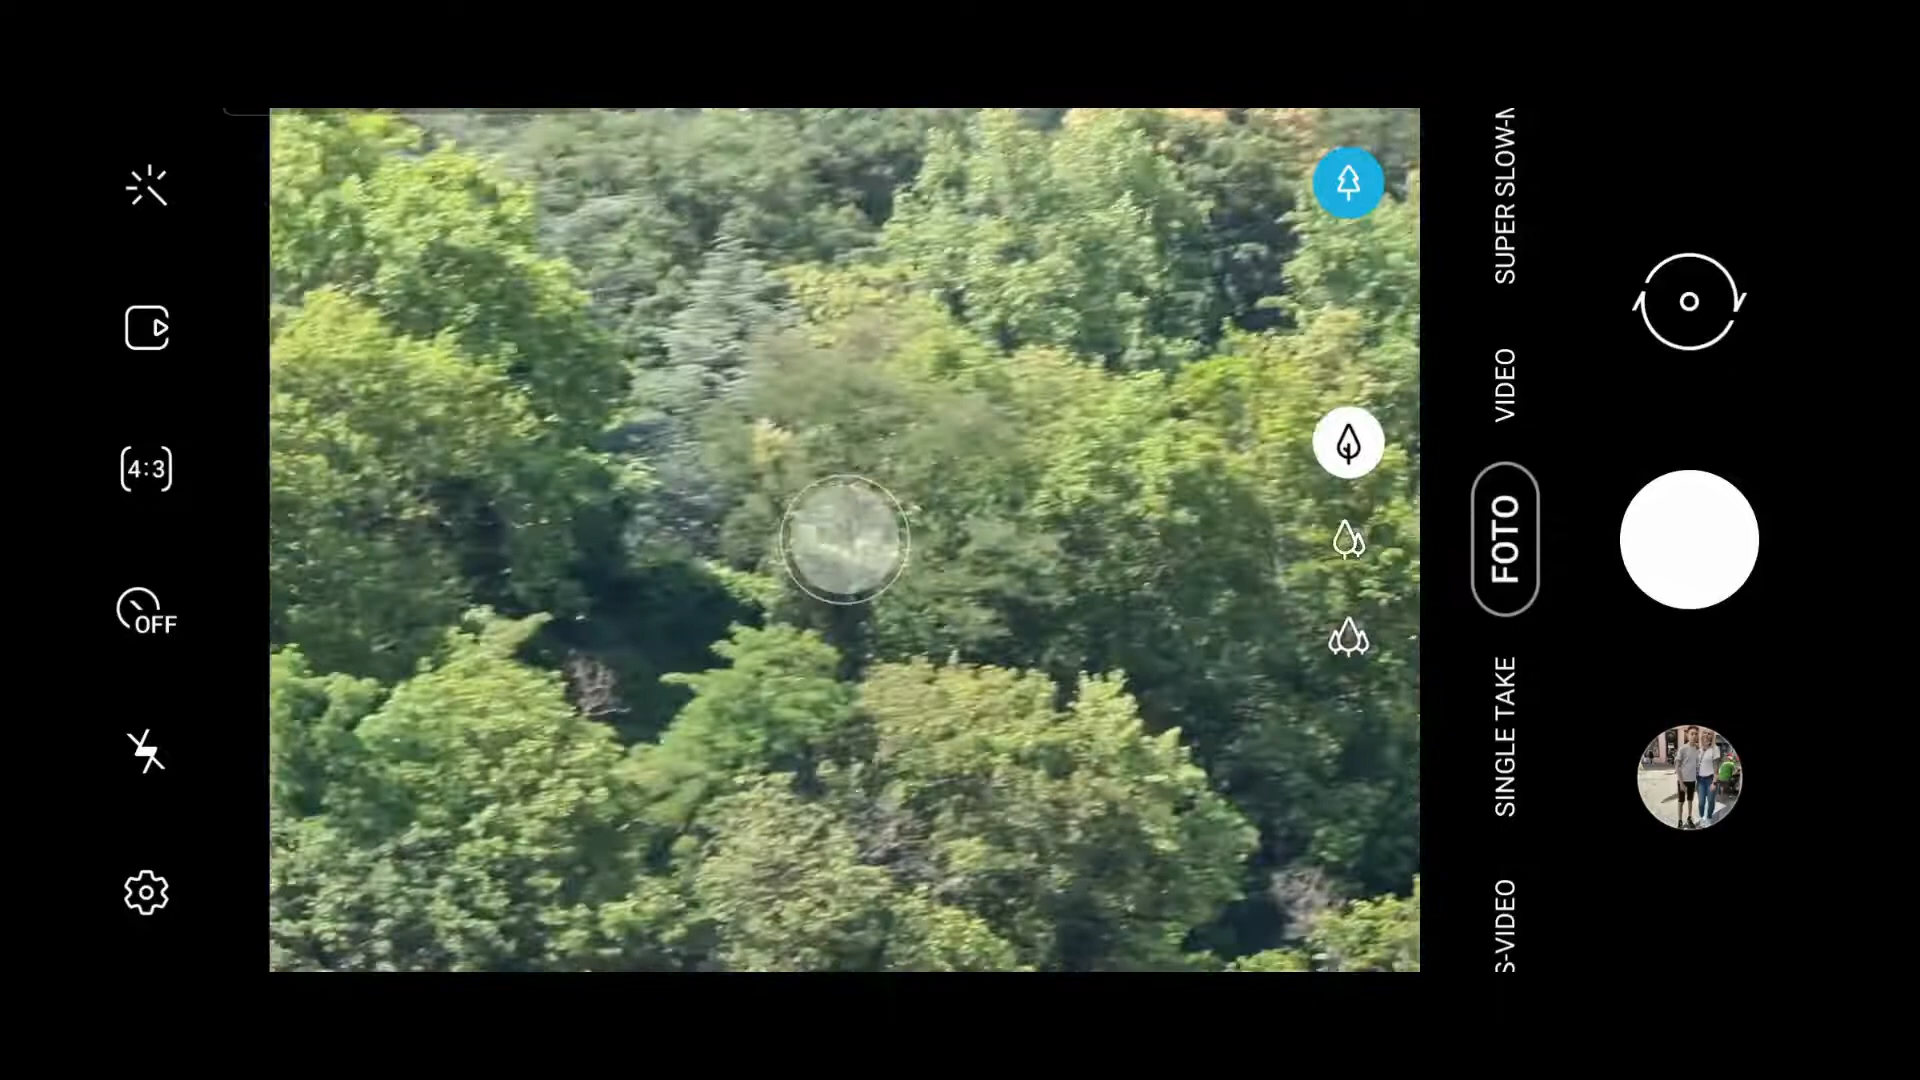 4:3
OFF
SUPER SLOW-M
VIDEO
FOTO
SINGLE TAKE
S-VIDEO